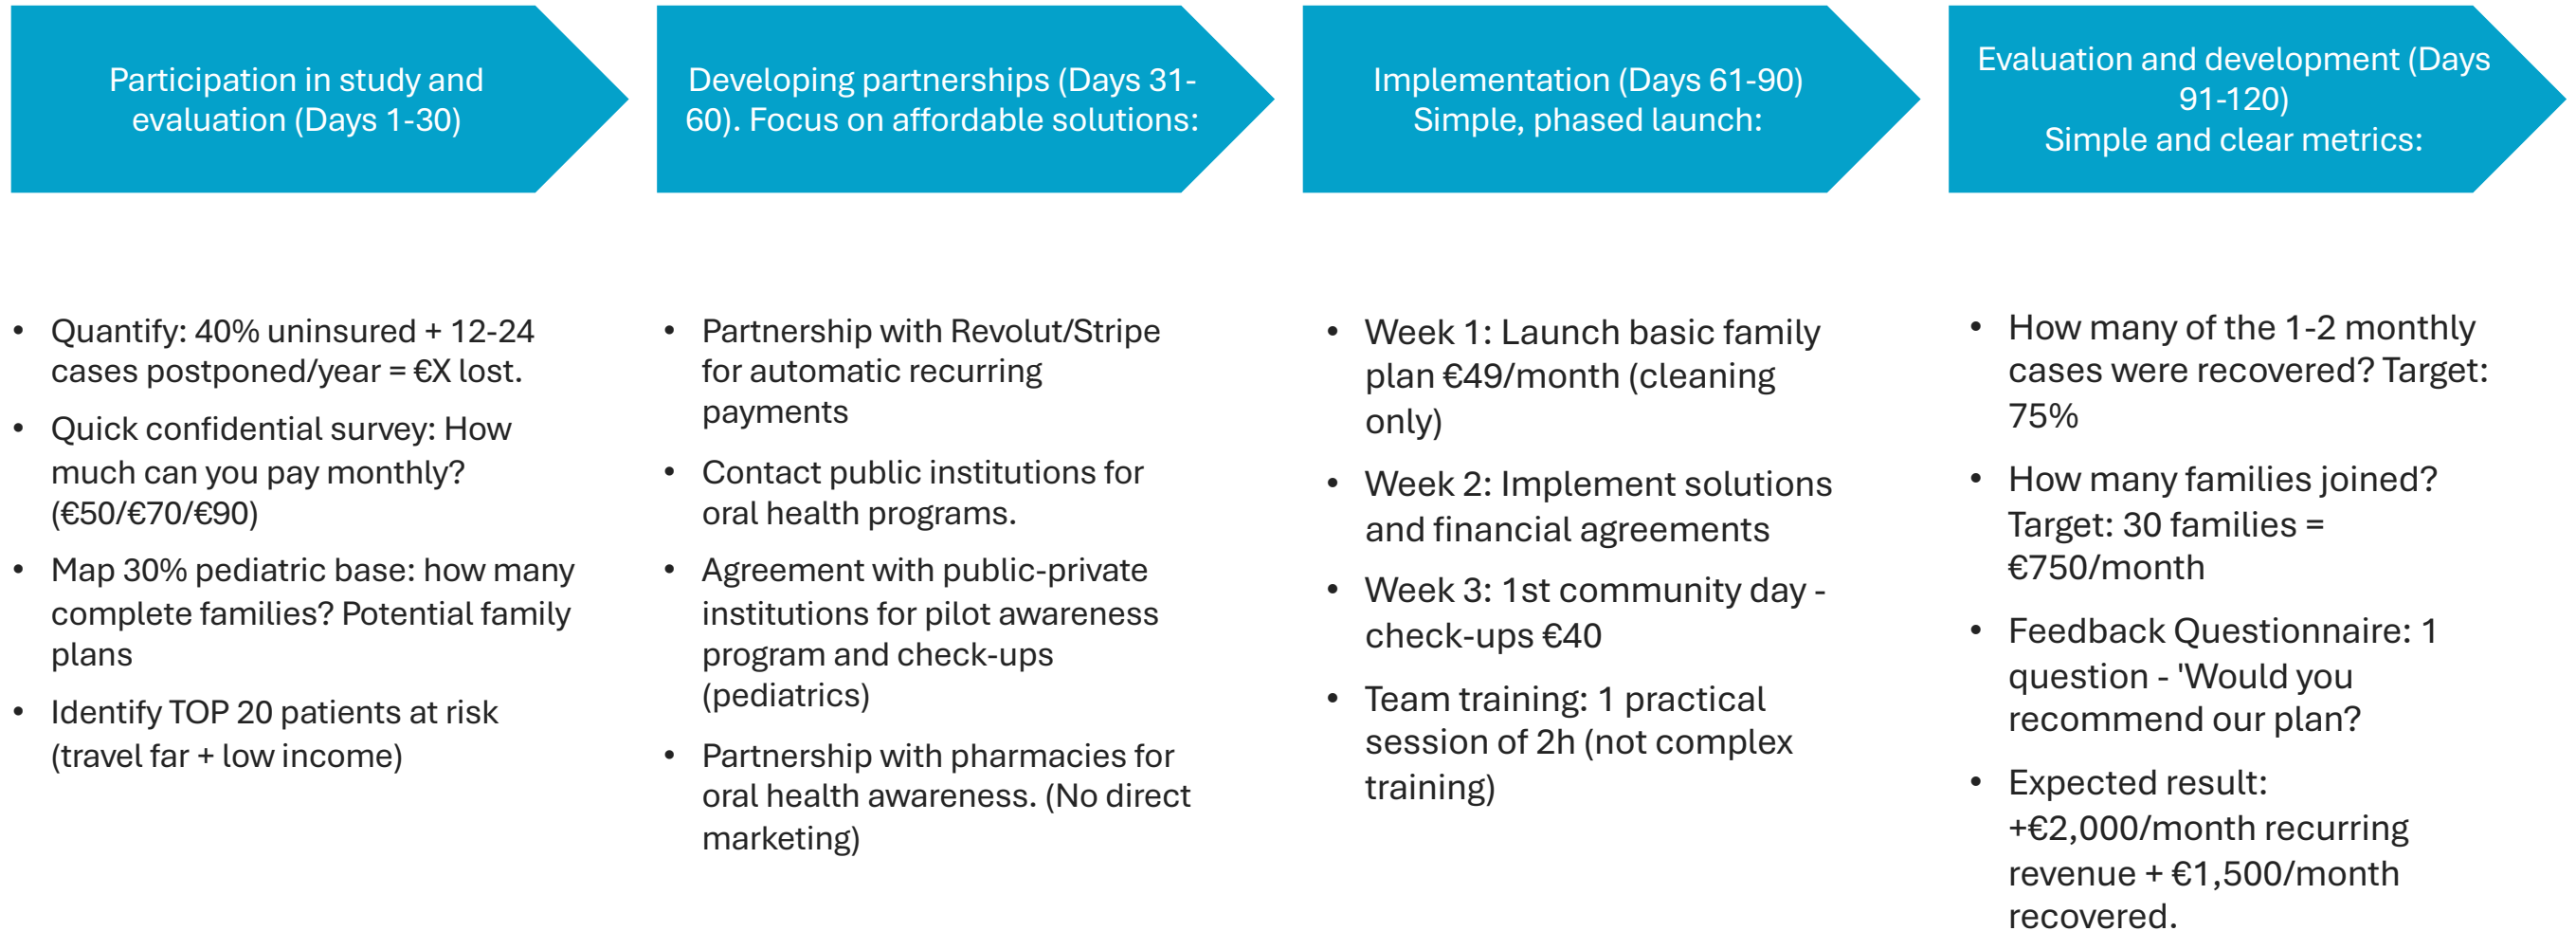 Participation in study and
evaluation (Days 1-30)
Developing partnerships (Days 31-
60). Focus on affordable solutions:
Implementation (Days 61-90)
Simple, phased launch:
Evaluation and development (Days
91-120)
Simple and clear metrics:
• Quantify: 40% uninsured + 12-24
cases postponed/year = €X lost.
• Quick confidential survey: How
much can you pay monthly?
(€50/€70/€90)
• Map 30% pediatric base: how many
complete families? Potential family
plans
• Identify TOP 20 patients at risk
(travel far + low income)
• Partnership with Revolut/Stripe
for automatic recurring
payments
• Contact public institutions for
oral health programs.
• Agreement with public-private
institutions for pilot awareness
program and check-ups
(pediatrics)
• Partnership with pharmacies for
oral health awareness. (No direct
marketing)
• Week 1: Launch basic family
plan €49/month (cleaning
only)
• Week 2: Implement solutions
and financial agreements
• Week 3: 1st community day -
check-ups €40
• Team training: 1 practical
session of 2h (not complex
training)
• How many of the 1-2 monthly
cases were recovered? Target:
75%
• How many families joined?
Target: 30 families =
€750/month
• Feedback Questionnaire: 1
question - 'Would you
recommend our plan?
• Expected result:
+€2,000/month recurring
revenue + €1,500/month
recovered.